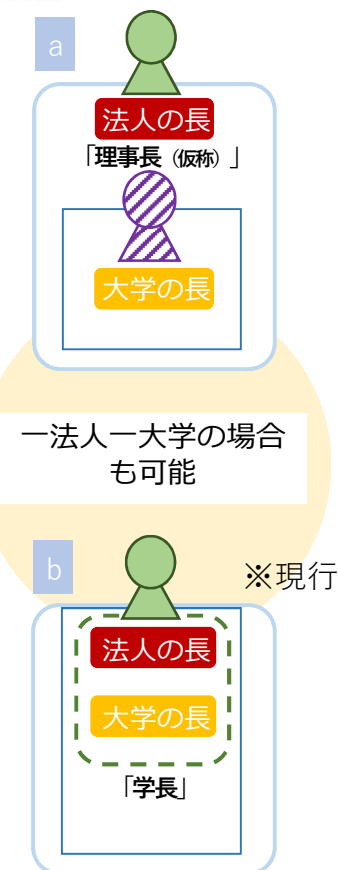 a
法人の長
「理事長（仮称）」
大学の長
一法人一大学の場合
も可能
b
※現行
法人の長
大学の長
「学長」